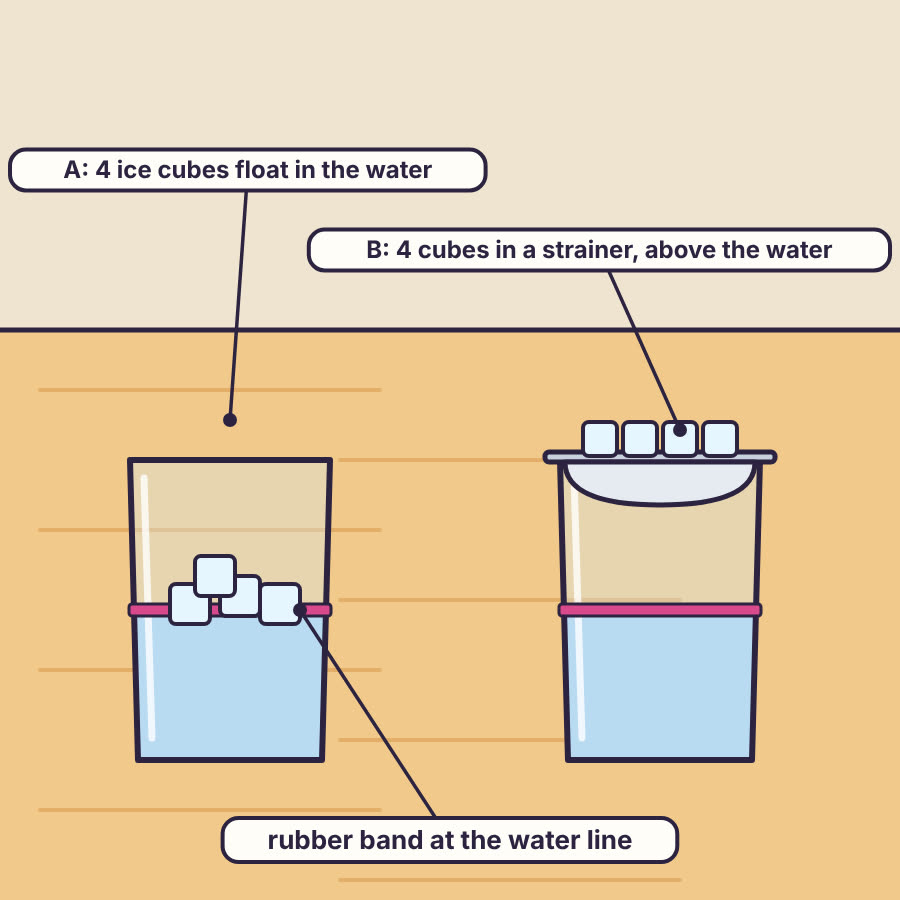 A: 4 ice cubes float in the water
B: 4 cubes in a strainer, above the water
rubber band at the water line